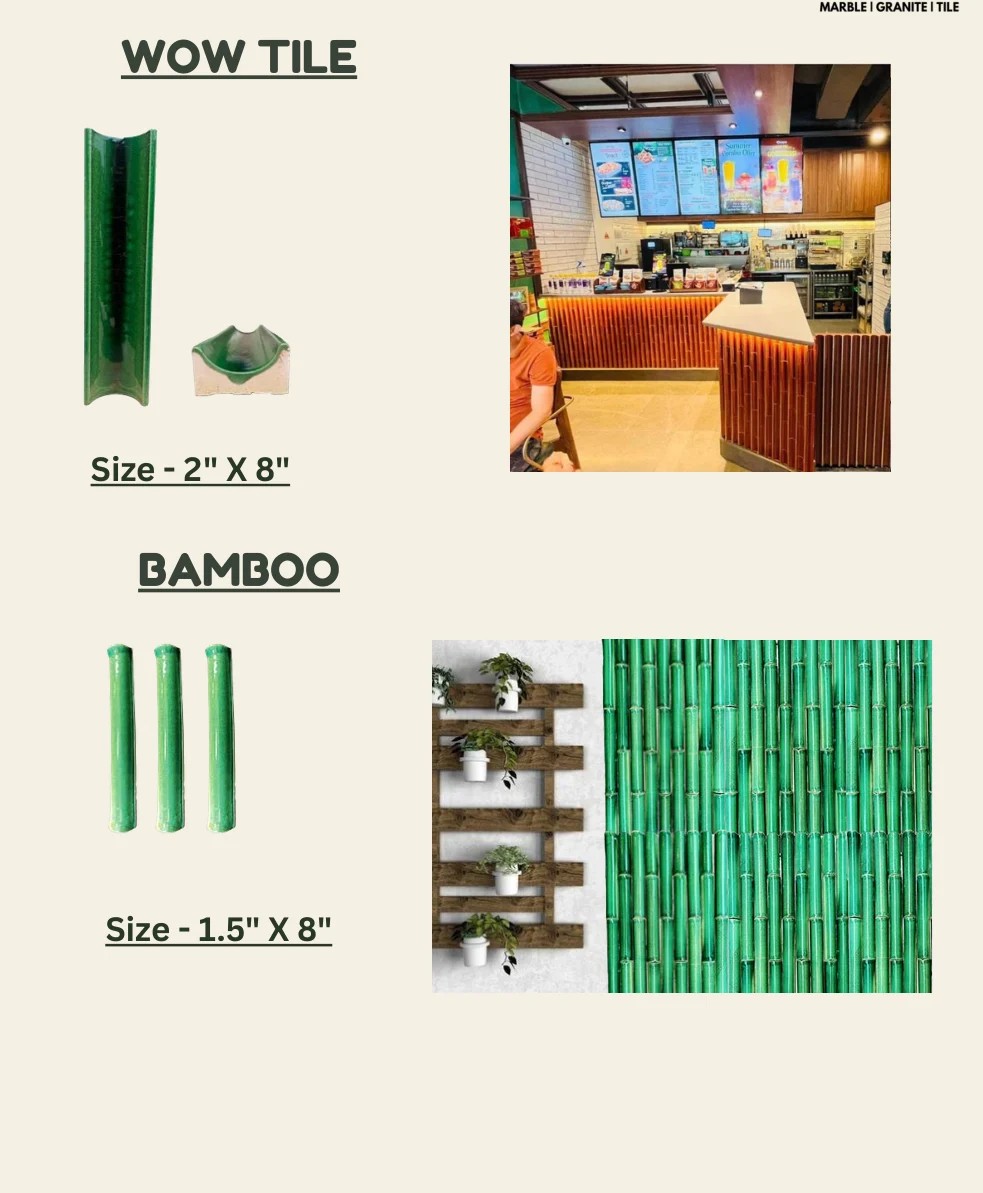 MARBLE | GRANITE | TILE
WOW TILE
Size - 2" X 8"
BAMBOO
Size - 1.5" X 8"